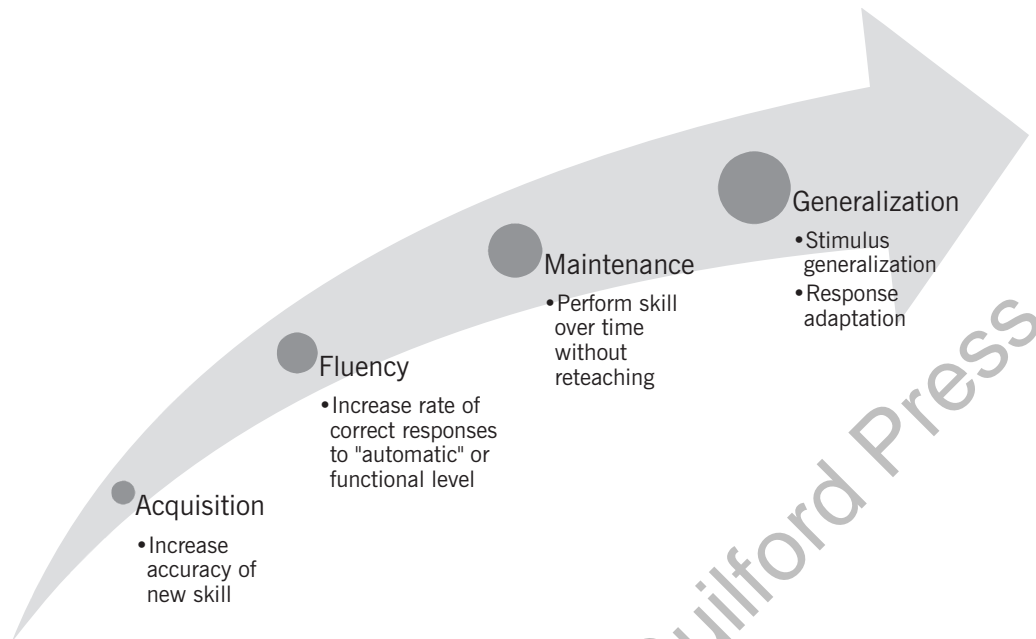 Generalization
•Stimulus
generalization
•Response
adaptation
Maintenance
•Perform skill
over time
without
reteaching
Fluency
•Increase rate of
correct responses
to "automatic" or
functional level
Acquisition
•Increase
accuracy of
new skill
Guilford Press